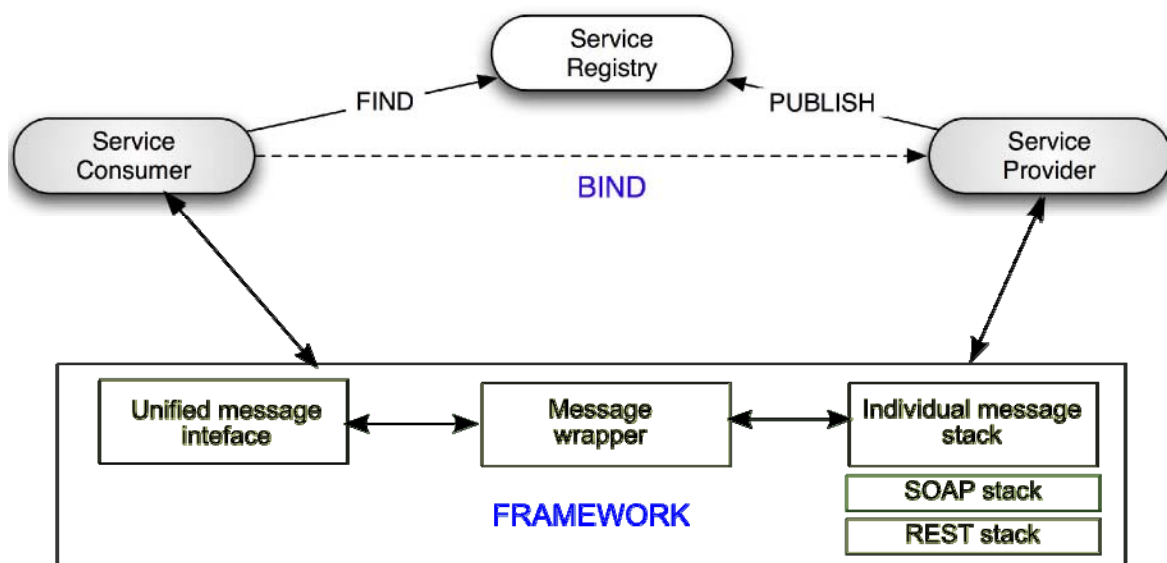 Service
Registry
FIND
PUBLISH
Service
Consumer
Service
Provider
BIND
Unified message
inteface
Message
wrapper
Individual message
stack
SOAP stack
FRAMEWORK
REST stack